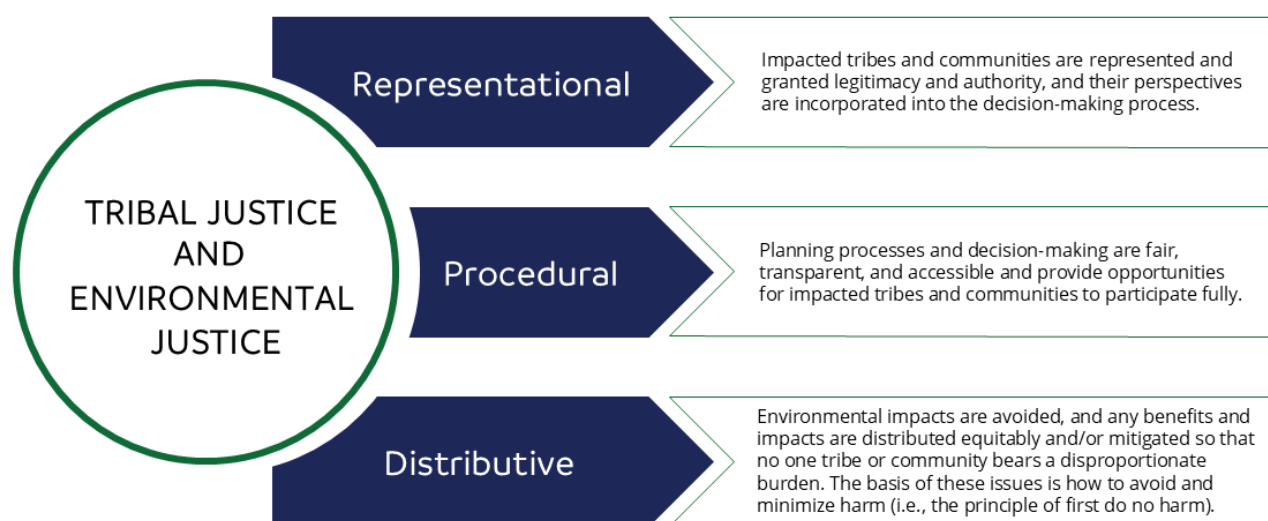 TRIBAL JUSTICE
AND
ENVIRONMENTAL
JUSTICE
Representational
Impacted tribes and communities are represented and
granted legitimacy and authority, and their perspectives
are incorporated into the decision-making process.
Procedural
Planning processes and decision-making are fair,
transparent, and accessible and provide opportunities
for impacted tribes and communities to participate fully.
Distributive
Environmental impacts are avoided, and any benefits and
impacts are distributed equitably and/or mitigated so that
no one tribe or community bears a disproportionate
burden. The basis of these issues is how to avoid and
minimize harm (i.e., the principle of first do no harm).